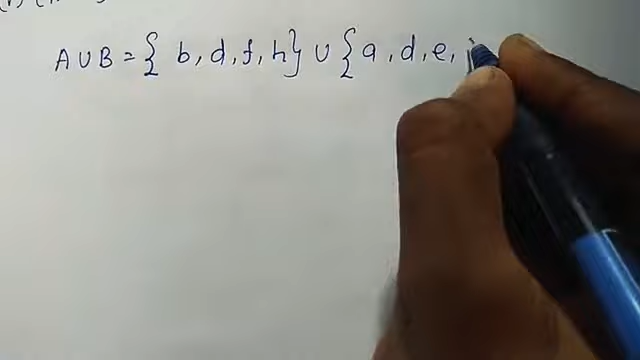 A ∪ B = { b, d, f, h} ∪ { a, d, e,